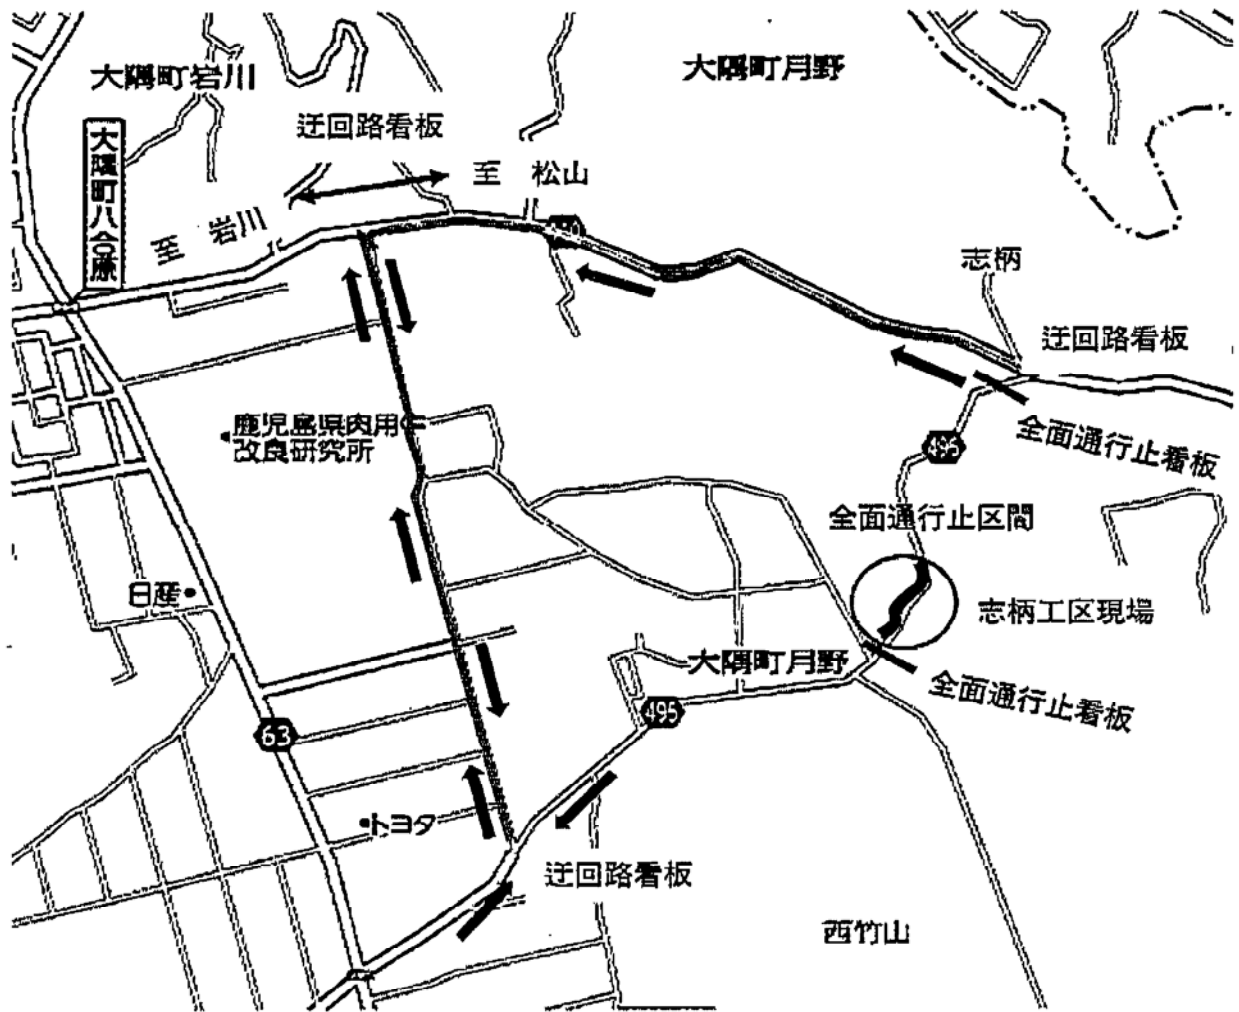 大隅町岩川
大隅町月野
迂回路看板
大隅町八合原
至 松山
至 岩川
志柄
迂回路看板
全面通行止看板
鹿児島県肉用牛
改良研究所
495
全面通行止区間
日産
志柄工区現場
大隅町月野
全面通行止看板
495
63
トヨタ
迂回路看板
西竹山